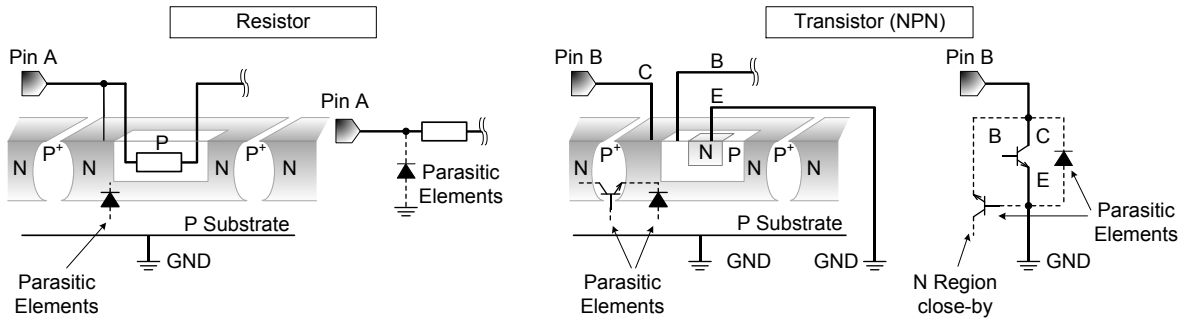 Resistor
Transistor (NPN)
Pin A
Pin B
Pin B
C
B
E
Pin A
B
C
E
N
P+
N
P
N
P+
N
Parasitic
Elements
N
P+
N
N
P
P+
N
P Substrate
P Substrate
Parasitic
Elements
GND
Parasitic
Elements
GND
GND
GND
Parasitic
Elements
N Region
close-by